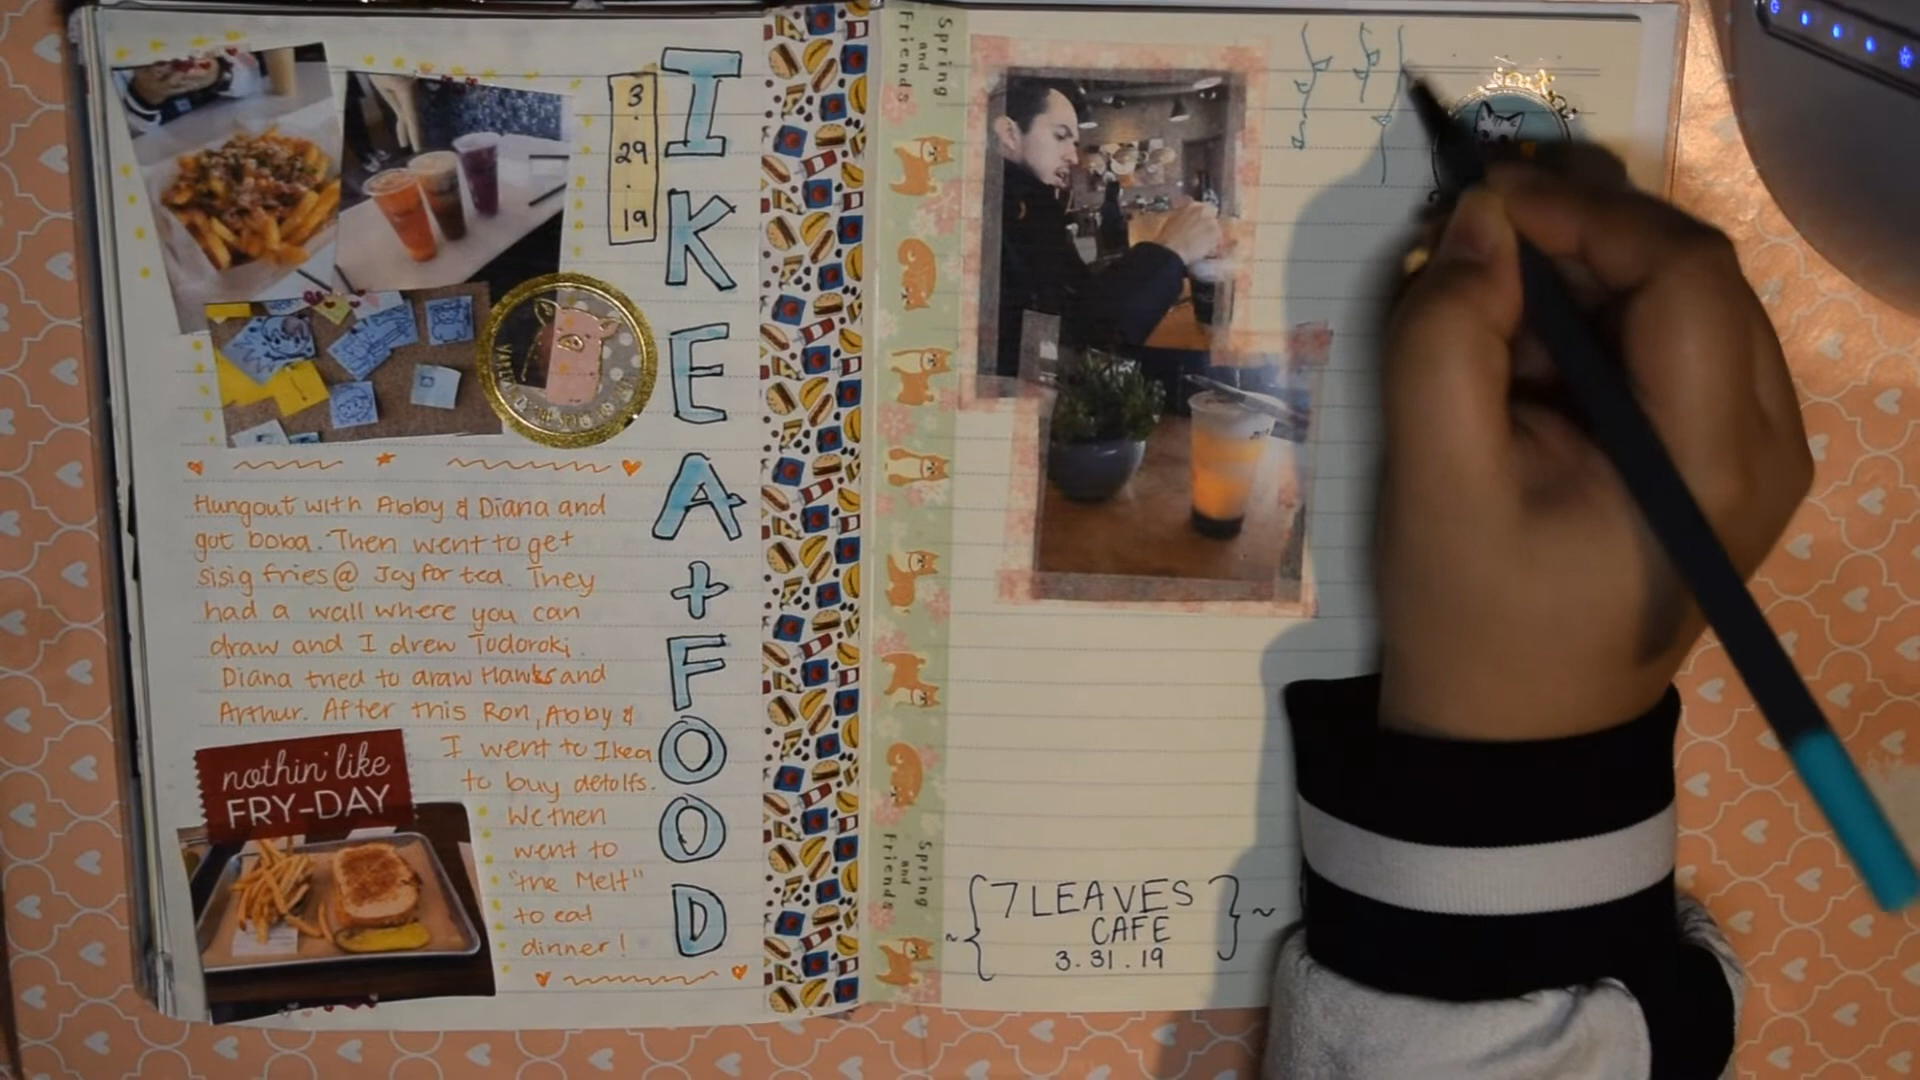 3.
29
.
19
IKEA+FOOD
Hungout with Abby & Diana and
got boba. Then went to get
sisig fries @ Joy for tea. They
had a wall where you can
draw and I drew Todoroki.
Diana tried to draw Hawks and
Arthur. After this Ron, Abby &
I went to Ikea
to buy detolfs.
We then
went to
"the Melt"
to eat
dinner!
nothin' like
FRY-DAY
Spring
and
Friends
Spring
and
Friends
~{7 LEAVES
CAFE
3.31.19}~